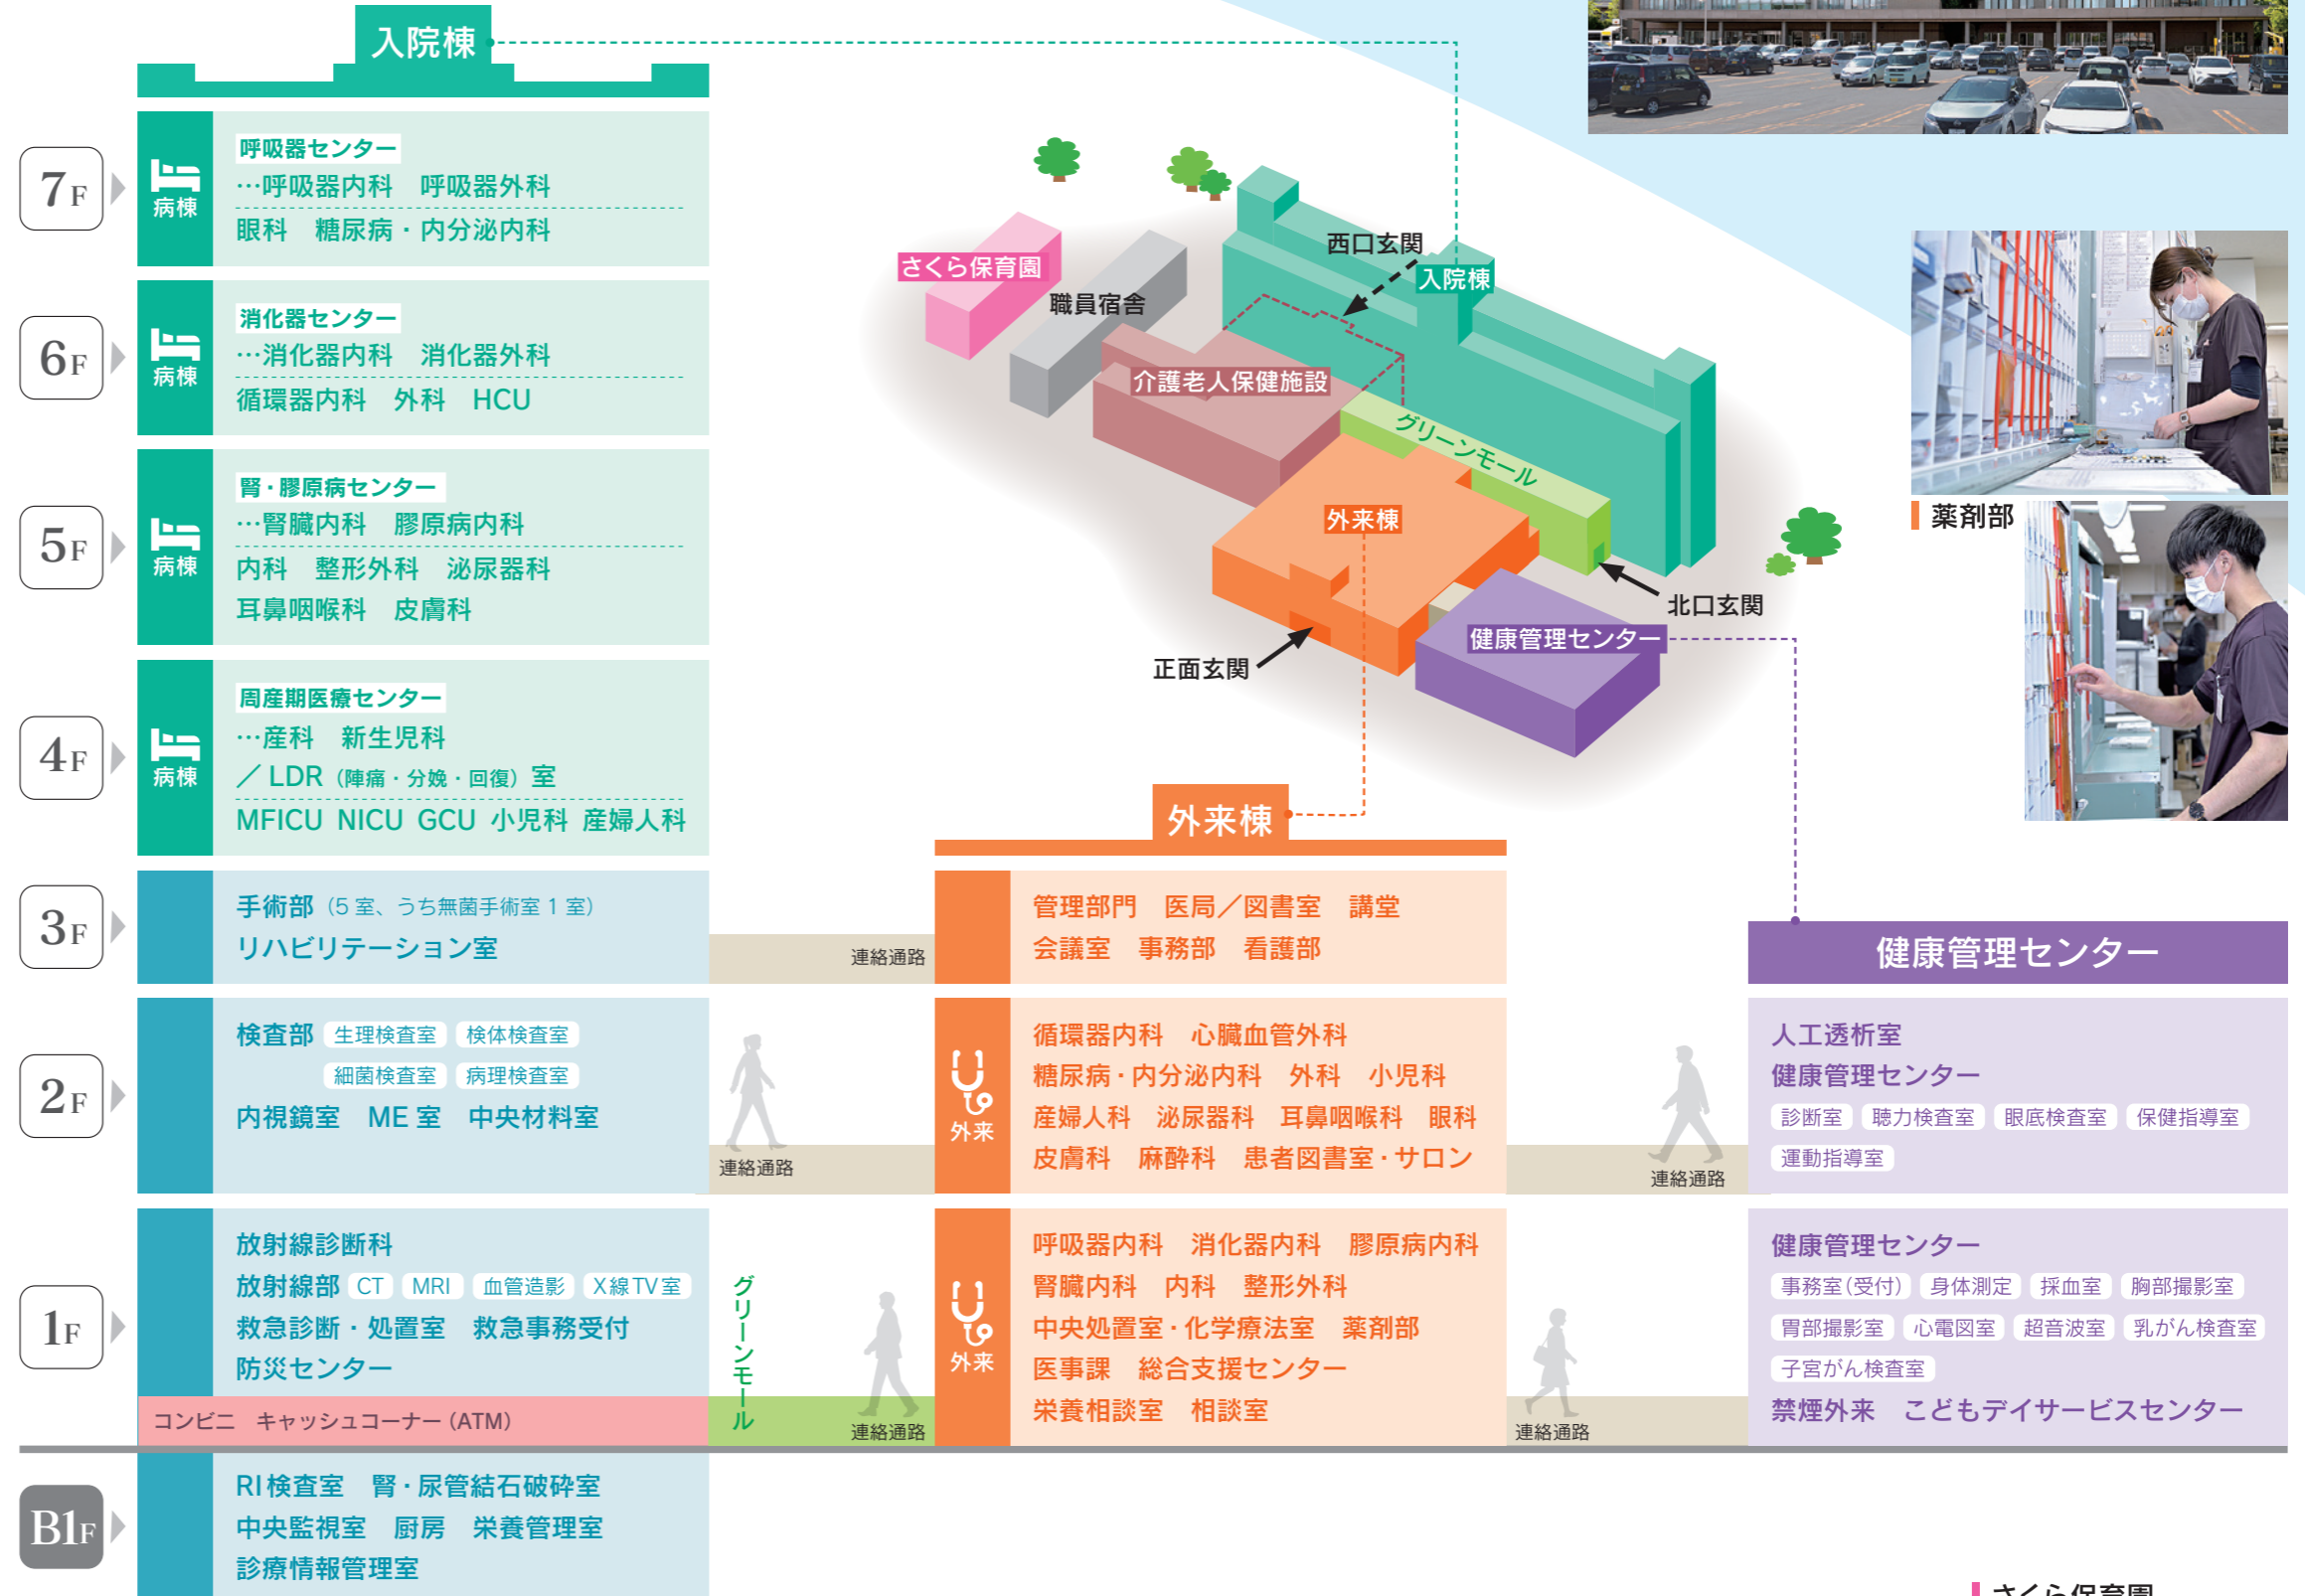 入院棟
7F
病棟
呼吸器センター
…呼吸器内科　呼吸器外科
眼科　糖尿病・内分泌内科
6F
病棟
消化器センター
…消化器内科　消化器外科
循環器内科　外科　HCU
5F
病棟
腎・膠原病センター
…腎臓内科　膠原病内科
内科　整形外科　泌尿器科
耳鼻咽喉科　皮膚科
4F
病棟
周産期医療センター
…産科　新生児科
／LDR（陣痛・分娩・回復）室
MFICU NICU GCU 小児科 産婦人科
3F
手術部（5室、うち無菌手術室1室）
リハビリテーション室
連絡通路
2F
検査部 生理検査室 検体検査室
細菌検査室 病理検査室
内視鏡室　ME室　中央材料室
連絡通路
1F
放射線診断科
放射線部 CT MRI 血管造影 X線TV室
救急診断・処置室　救急事務受付
防災センター
コンビニ　キャッシュコーナー（ATM）
グリーンモール
連絡通路
B1F
RI検査室　腎・尿管結石破砕室
中央監視室　厨房　栄養管理室
診療情報管理室
さくら保育園
職員宿舎
西口玄関
入院棟
介護老人保健施設
グリーンモール
外来棟
北口玄関
健康管理センター
正面玄関
外来棟
管理部門　医局／図書室　講堂
会議室　事務部　看護部
外来
循環器内科　心臓血管外科
糖尿病・内分泌内科　外科　小児科
産婦人科　泌尿器科　耳鼻咽喉科　眼科
皮膚科　麻酔科　患者図書室・サロン
連絡通路
外来
呼吸器内科　消化器内科　膠原病内科
腎臓内科　内科　整形外科
中央処置室・化学療法室　薬剤部
医事課　総合支援センター
栄養相談室　相談室
連絡通路
健康管理センター
人工透析室
健康管理センター
診断室 聴力検査室 眼底検査室 保健指導室
運動指導室
健康管理センター
事務室（受付） 身体測定 採血室 胸部撮影室
胃部撮影室 心電図室 超音波室 乳がん検査室
子宮がん検査室
禁煙外来　こどもデイサービスセンター
薬剤部
さくら保育園